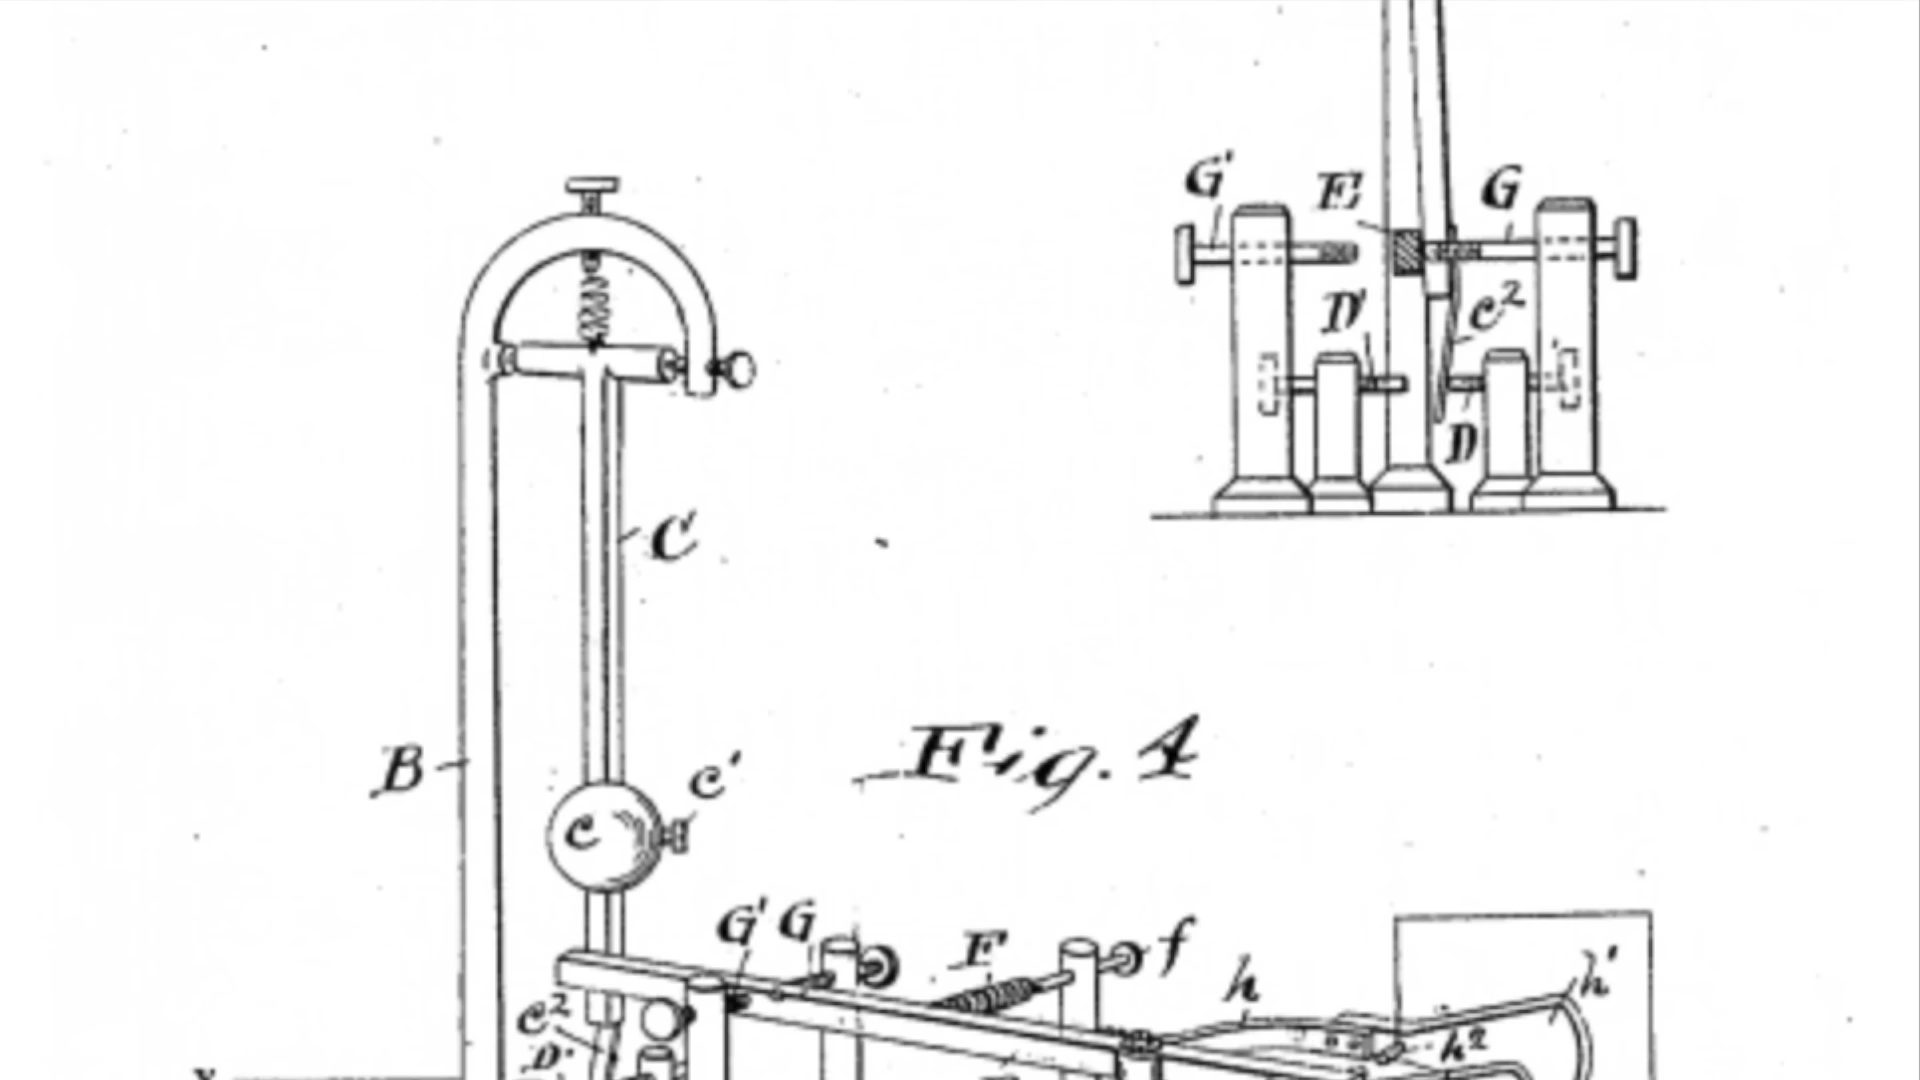 G' E G
D' c²
D
C
Fig. 4
B c'
c
G' G F f
h h'
c² h²
D'
x